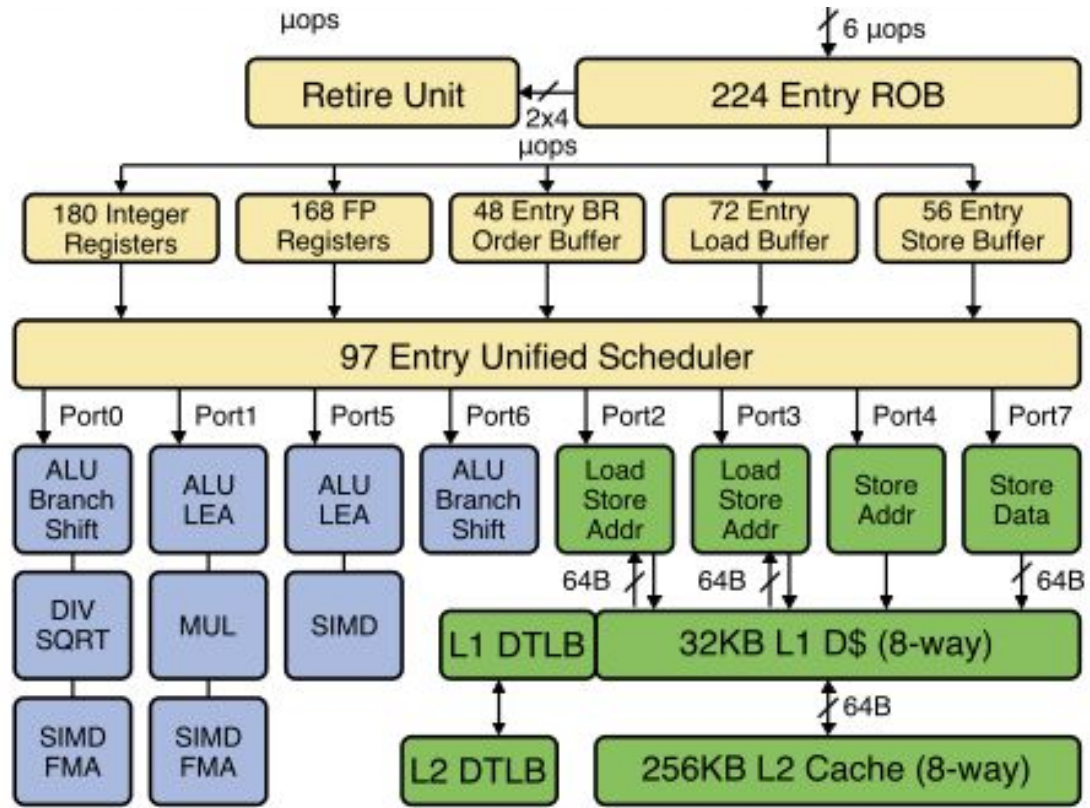 µops
6 µops
Retire Unit
224 Entry ROB
2x4
µops
180 Integer
Registers
168 FP
Registers
48 Entry BR
Order Buffer
72 Entry
Load Buffer
56 Entry
Store Buffer
97 Entry Unified Scheduler
Port0
Port1
Port5
Port6
Port2
Port3
Port4
Port7
ALU
Branch
Shift
ALU
LEA
ALU
LEA
ALU
Branch
Shift
Load
Store
Addr
Load
Store
Addr
Store
Addr
Store
Data
64B
64B
64B
DIV
SQRT
MUL
SIMD
L1 DTLB
32KB L1 D$ (8-way)
64B
SIMD
FMA
SIMD
FMA
L2 DTLB
256KB L2 Cache (8-way)